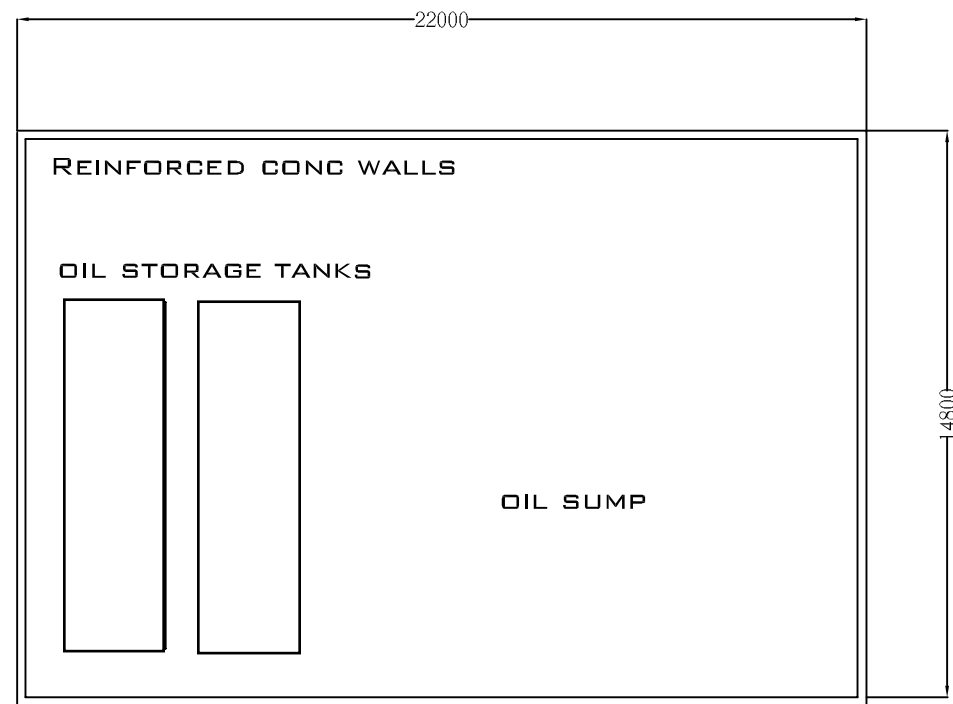 22000
REINFORCED CONC WALLS
OIL STORAGE TANKS
14800
OIL SUMP